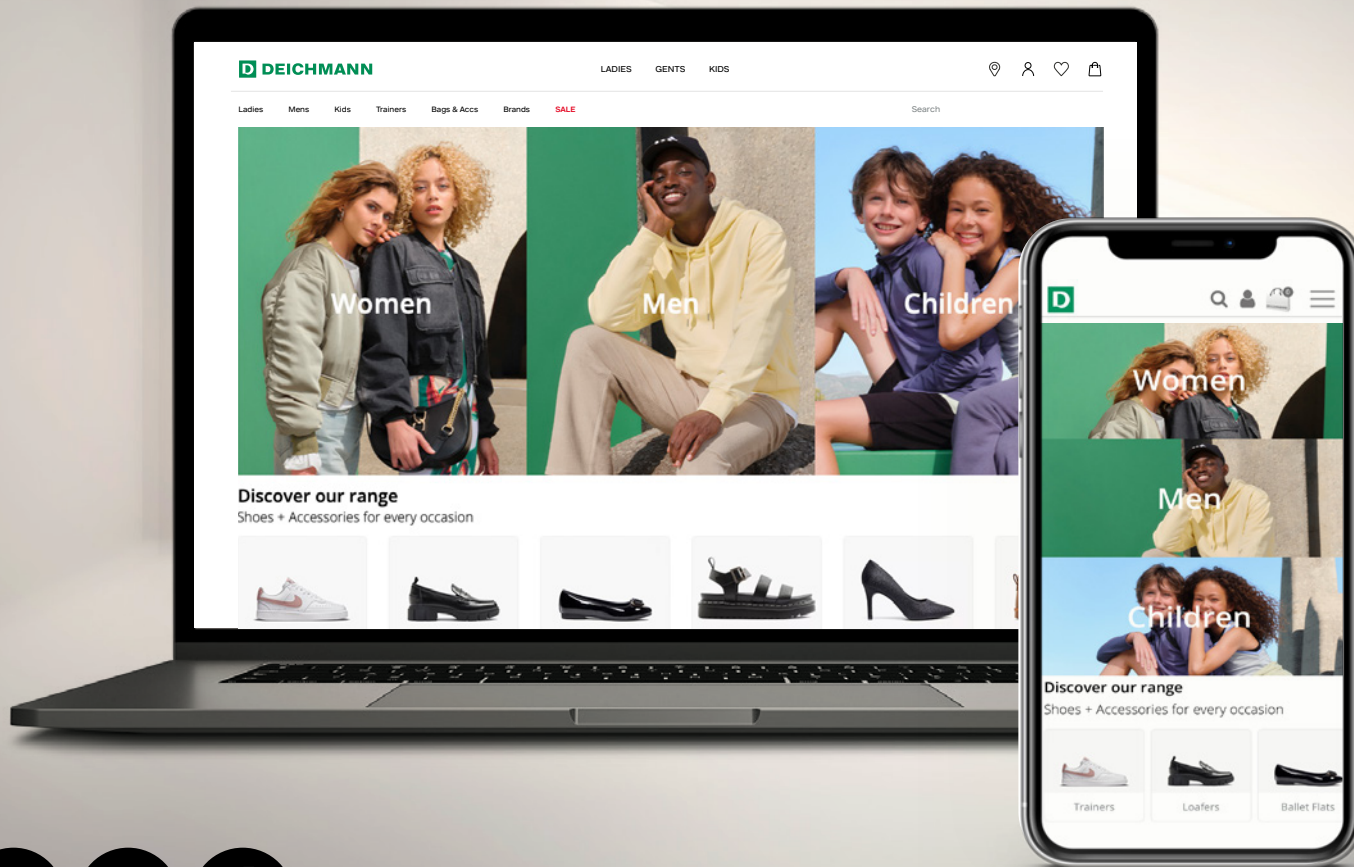 D DEICHMANN
LADIES GENTS KIDS
Ladies Mens Kids Trainers Bags & Accs Brands SALE Search
Women Men Children
Discover our range
Shoes + Accessories for every occasion
D
0
Women
Men
Children
Discover our range
Shoes + Accessories for every occasion
Trainers Loafers Ballet Flats